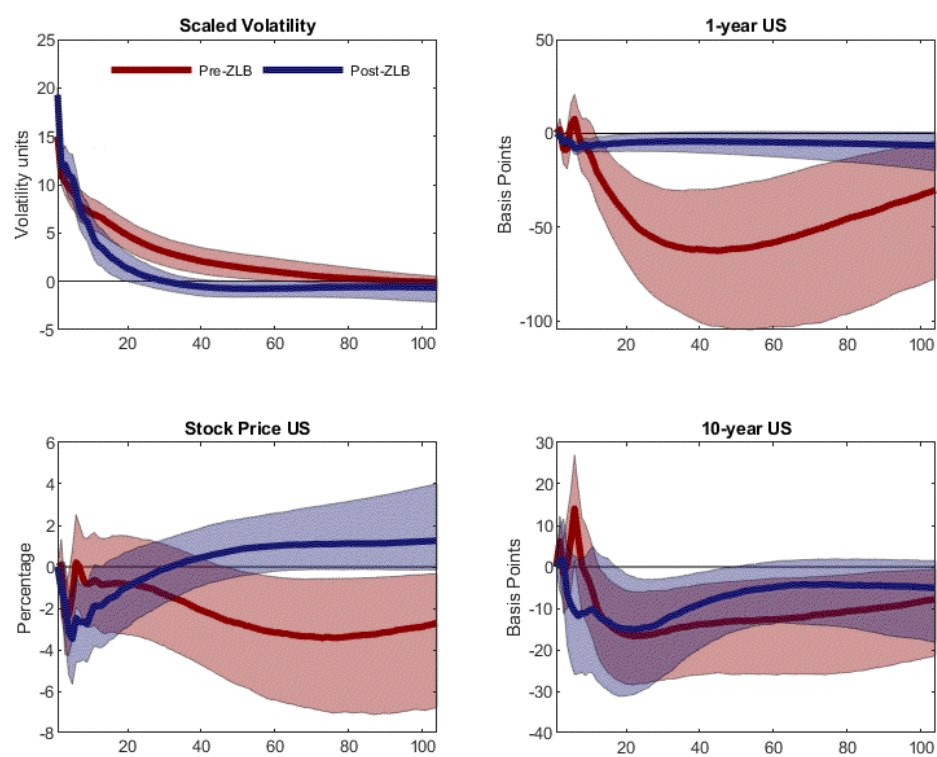 Scaled Volatility
25
20
15
10
5
0
-5
Volatility units
Pre-ZLB Post-ZLB
20 40 60 80 100
1-year US
50
0
-50
-100
Basis Points
20 40 60 80 100
Stock Price US
6
4
2
0
-2
-4
-6
-8
Percentage
20 40 60 80 100
10-year US
30
20
10
0
-10
-20
-30
-40
Basis Points
20 40 60 80 100